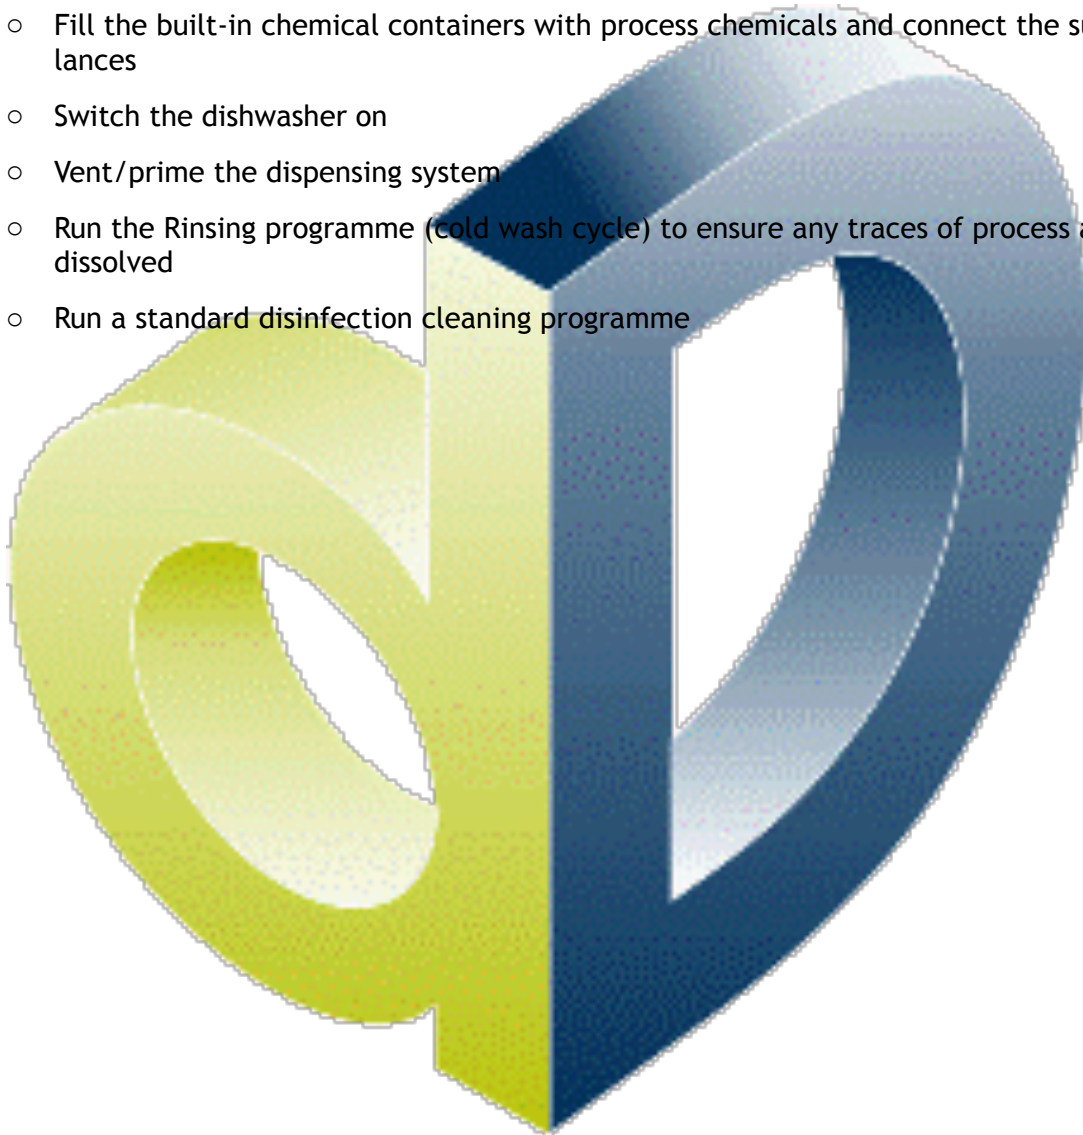 ○ Fill the built-in chemical containers with process chemicals and connect the
lances
○ Switch the dishwasher on
○ Vent/prime the dispensing system
○ Run the Rinsing programme (cold wash cycle) to ensure any traces of process
dissolved
○ Run a standard disinfection cleaning programme